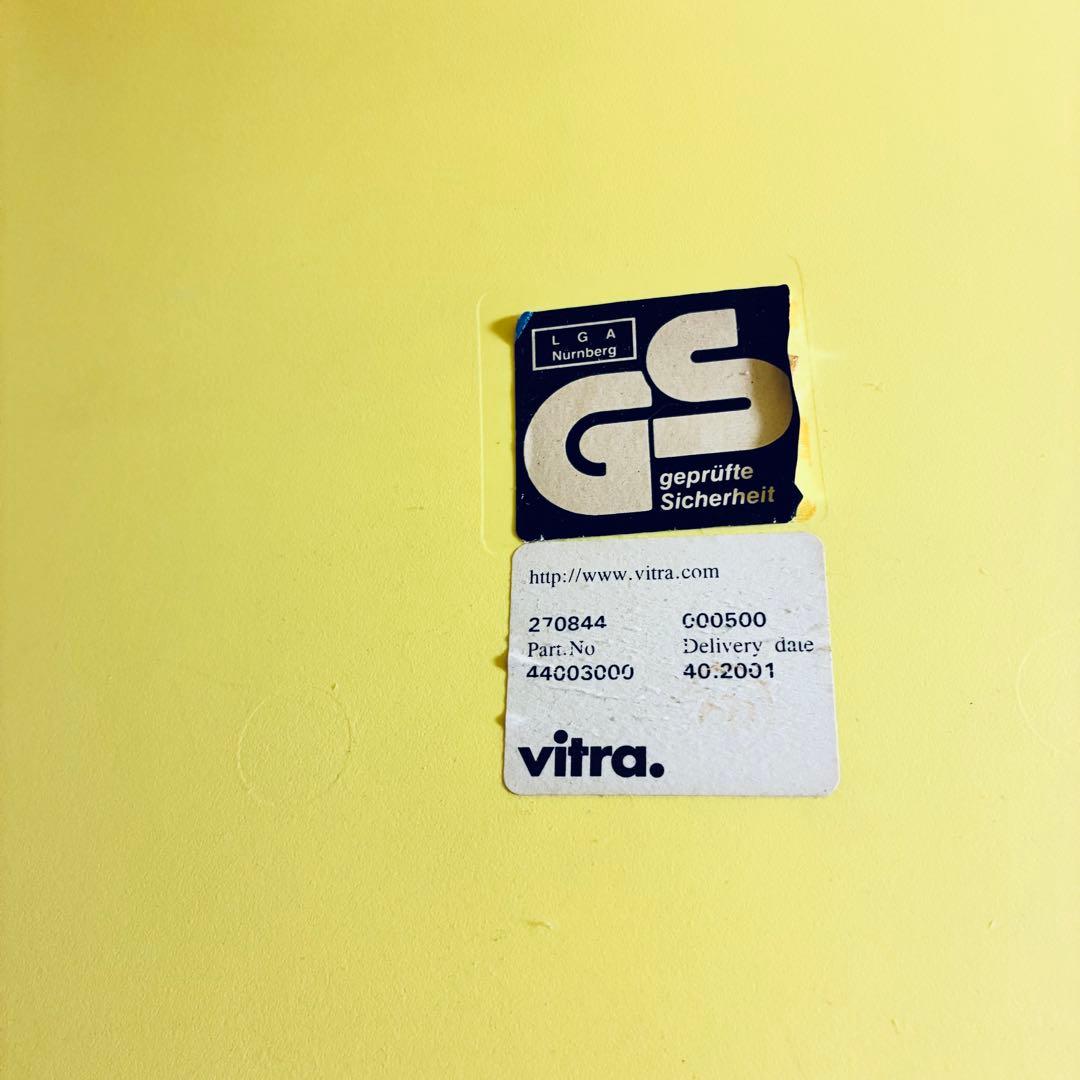 L G A
Nürnberg
GS
geprüfte
Sicherheit
http://www.vitra.com
270844 000500
Part.No Delivery date
44003000 40.2001
vitra.